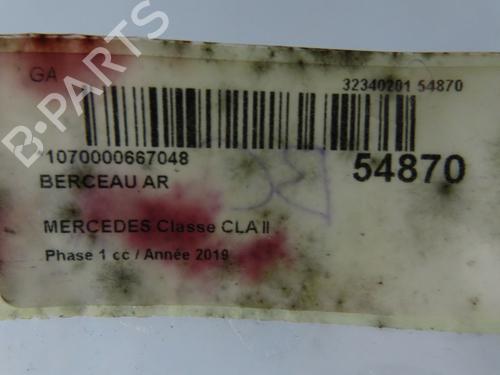 GA
32340201 54870
1070000667048
54870
BERCEAU AR
MERCEDES Classe CLA II
Phase 1 cc / Année 2019
B-PARTS